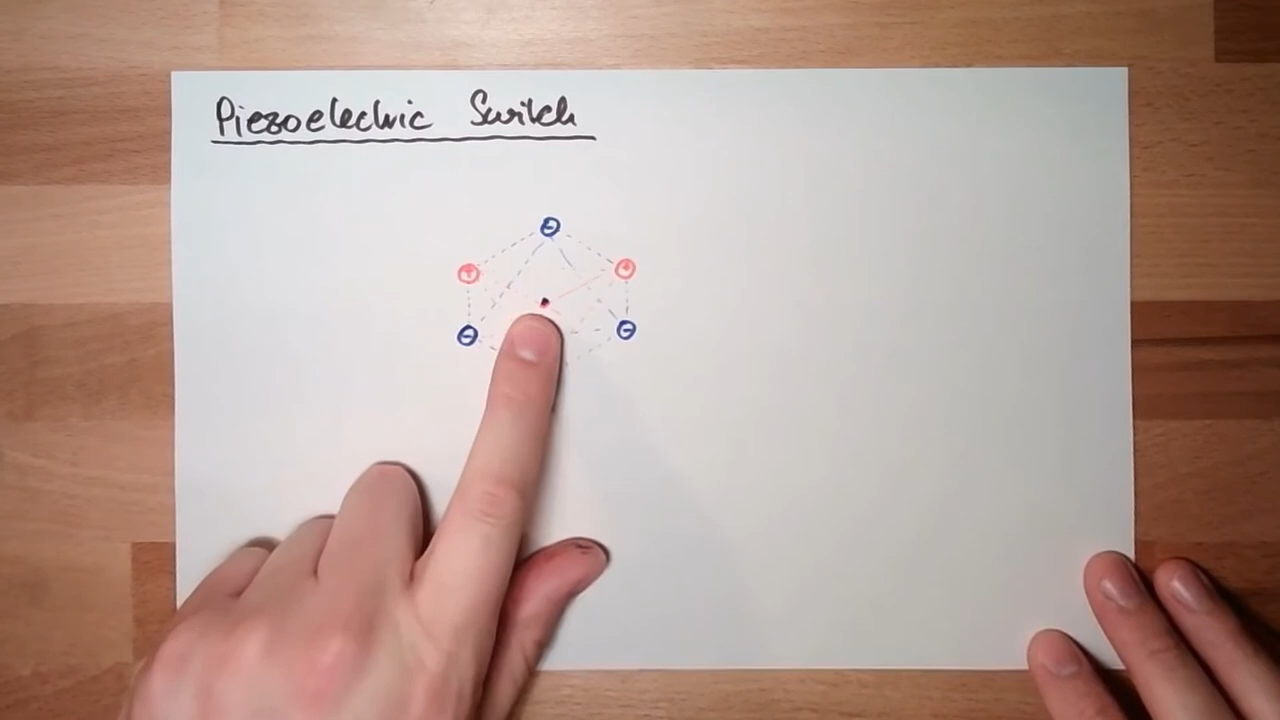 Piezoelectric Switch
⊖
⊕ ⊕
⊖ ⊖